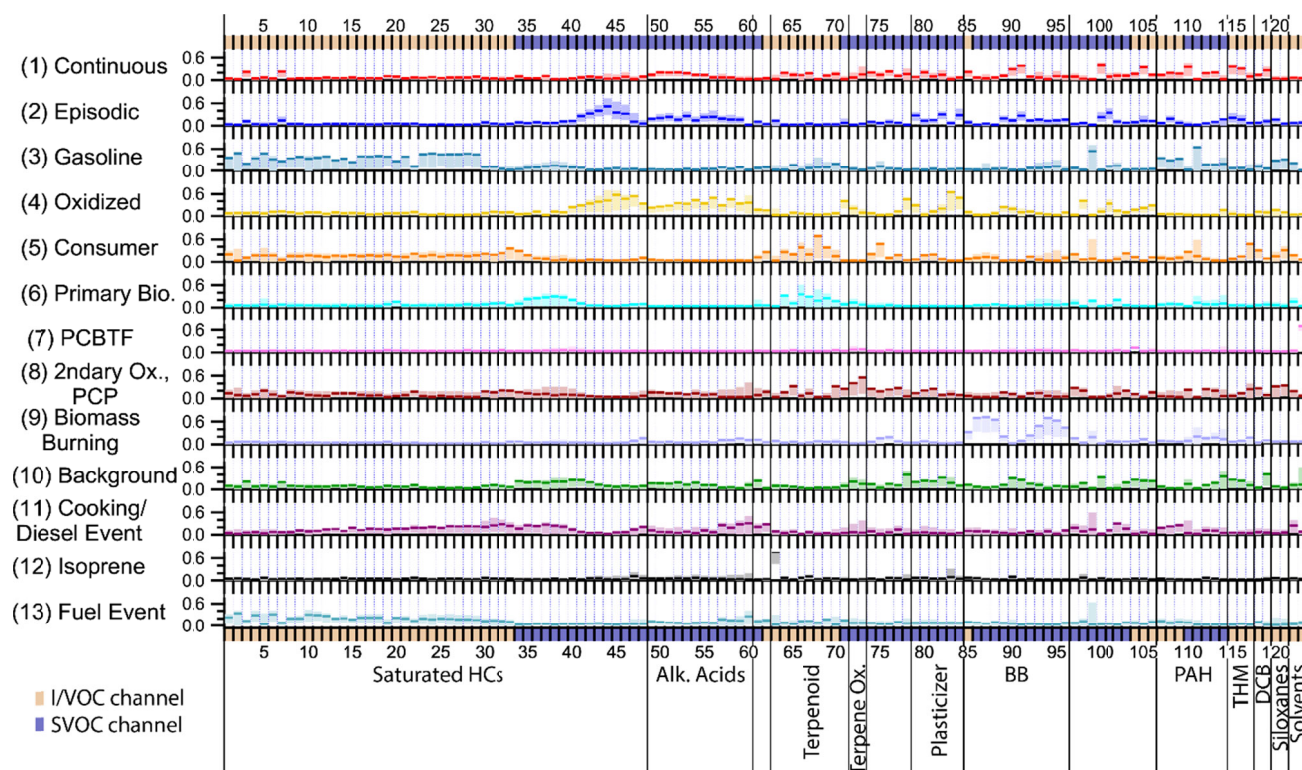 5 10 15 20 25 30 35 40 45 50 55 60 65 70 75 80 85 90 95 100 105 110 115 120
(1) Continuous 0.6
0.0
(2) Episodic 0.6
0.0
(3) Gasoline 0.6
0.0
(4) Oxidized 0.6
0.0
(5) Consumer 0.6
0.0
(6) Primary Bio. 0.6
0.0
(7) PCBTF 0.6
0.0
(8) 2ndary Ox., 0.6
PCP 0.0
(9) Biomass 0.6
Burning 0.0
(10) Background 0.6
0.0
(11) Cooking/ 0.6
Diesel Event 0.0
(12) Isoprene 0.6
0.0
(13) Fuel Event 0.6
0.0
5 10 15 20 25 30 35 40 45 50 55 60 65 70 75 80 85 90 95 100 105 110 115 120
Saturated HCs
Alk. Acids
Terpenoid
Terpene Ox.
Plasticizer
BB
PAH
THM
DCB
Siloxanes
Solvents
I/VOC channel
SVOC channel